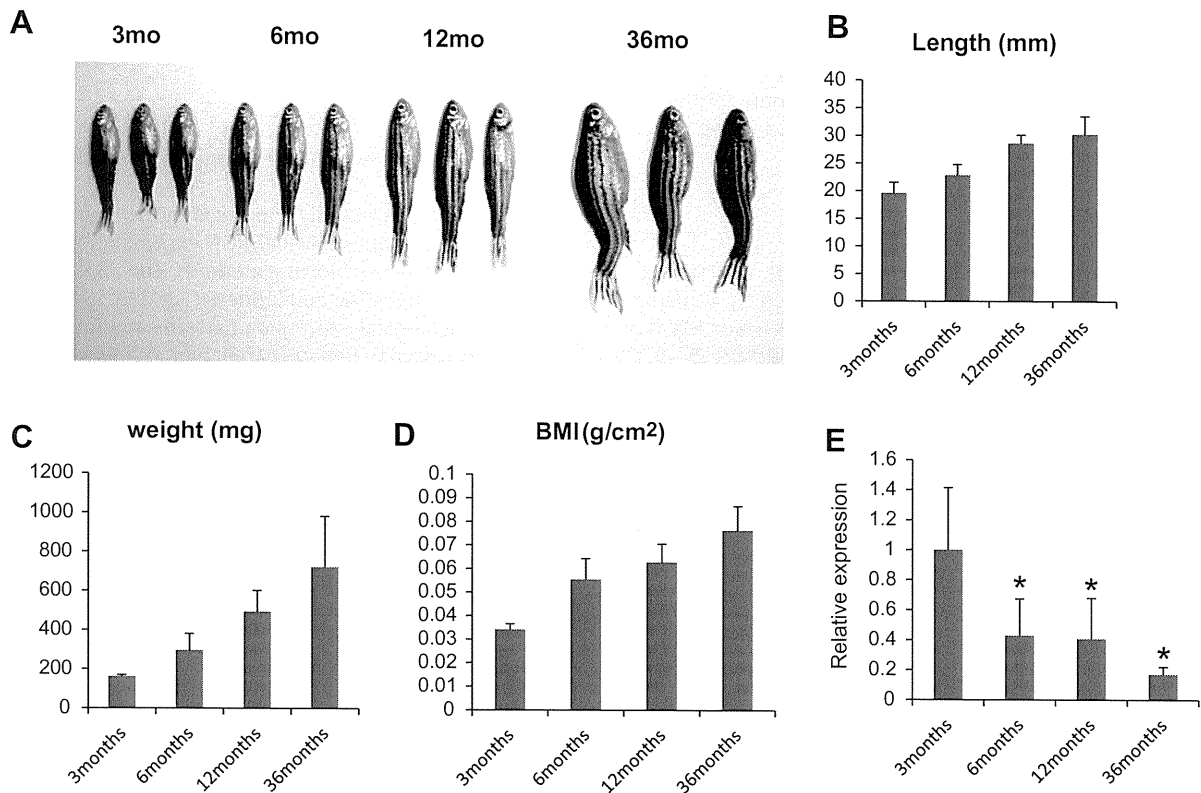 A
3mo 6mo 12mo 36mo
B
Length (mm)
40
35
30
25
20
15
10
5
0
3months 6months 12months 36months
C
weight (mg)
1200
1000
800
600
400
200
0
3months 6months 12months 36months
D
BMI (g/cm2)
0.1
0.09
0.08
0.07
0.06
0.05
0.04
0.03
0.02
0.01
0
3months 6months 12months 36months
E
Relative expression
1.6
1.4
1.2
1
0.8
0.6
0.4
0.2
0
* * *
3months 6months 12months 36months